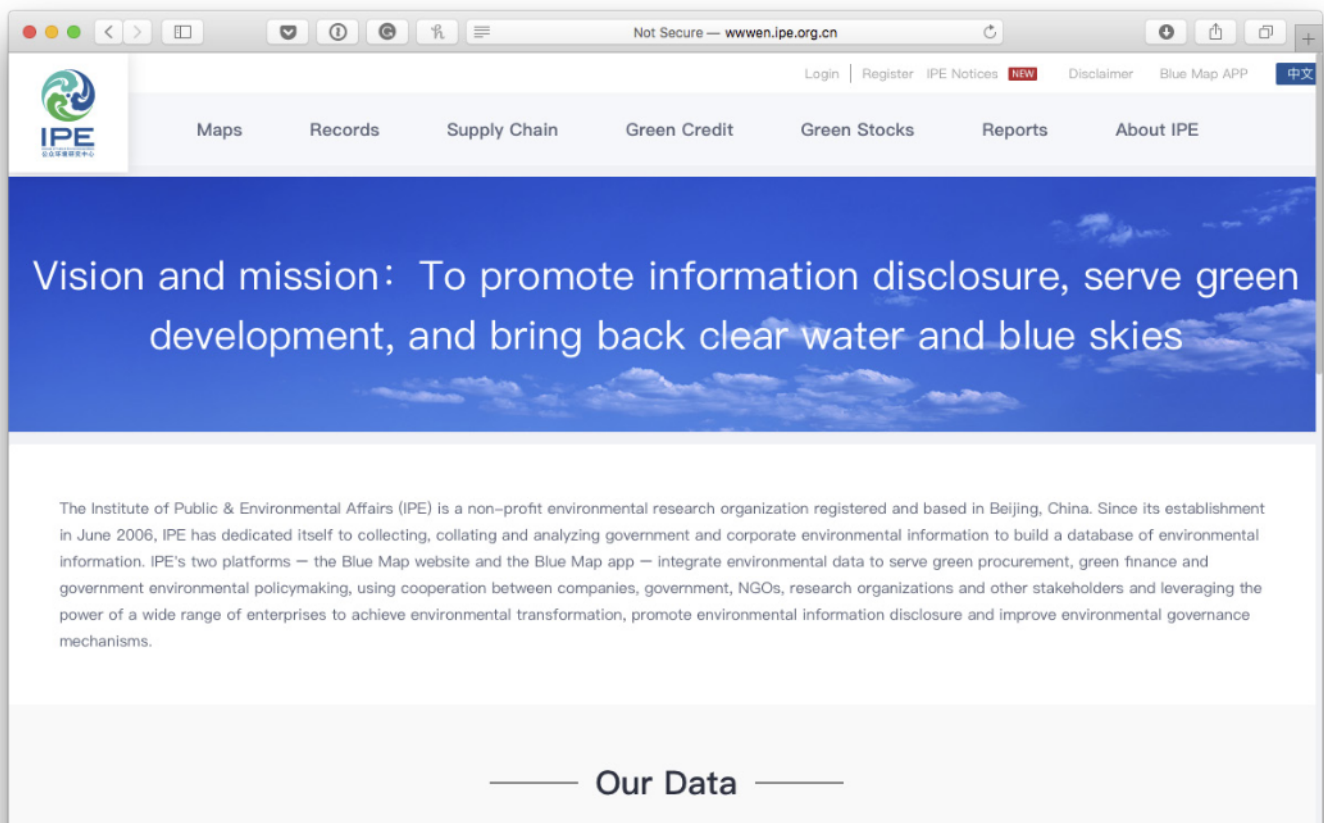 Not Secure — wwwen.ipe.org.cn
Login Register IPE Notices NEW Disclaimer Blue Map APP 中文
IPE
公众环境研究中心
Maps Records Supply Chain Green Credit Green Stocks Reports About IPE
Vision and mission：To promote information disclosure, serve green
development, and bring back clear water and blue skies
The Institute of Public & Environmental Affairs (IPE) is a non-profit environmental research organization registered and based in Beijing, China. Since its establishment
in June 2006, IPE has dedicated itself to collecting, collating and analyzing government and corporate environmental information to build a database of environmental
information. IPE's two platforms — the Blue Map website and the Blue Map app — integrate environmental data to serve green procurement, green finance and
government environmental policymaking, using cooperation between companies, government, NGOs, research organizations and other stakeholders and leveraging the
power of a wide range of enterprises to achieve environmental transformation, promote environmental information disclosure and improve environmental governance
mechanisms.
Our Data